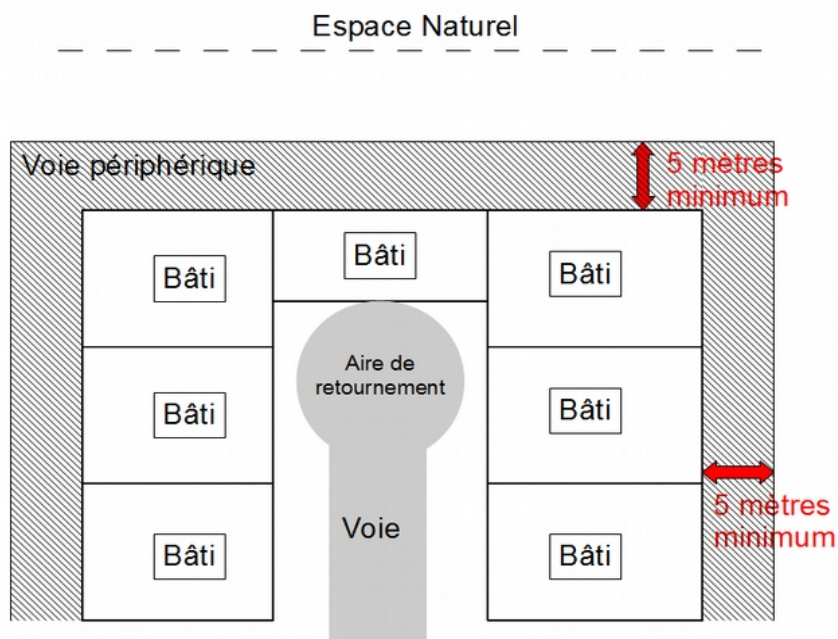 Espace Naturel
Voie périphérique
5 mètres
minimum
Bâti
Bâti
Bâti
Aire de
retournement
Bâti
Bâti
5 mètres
minimum
Voie
Bâti
Bâti